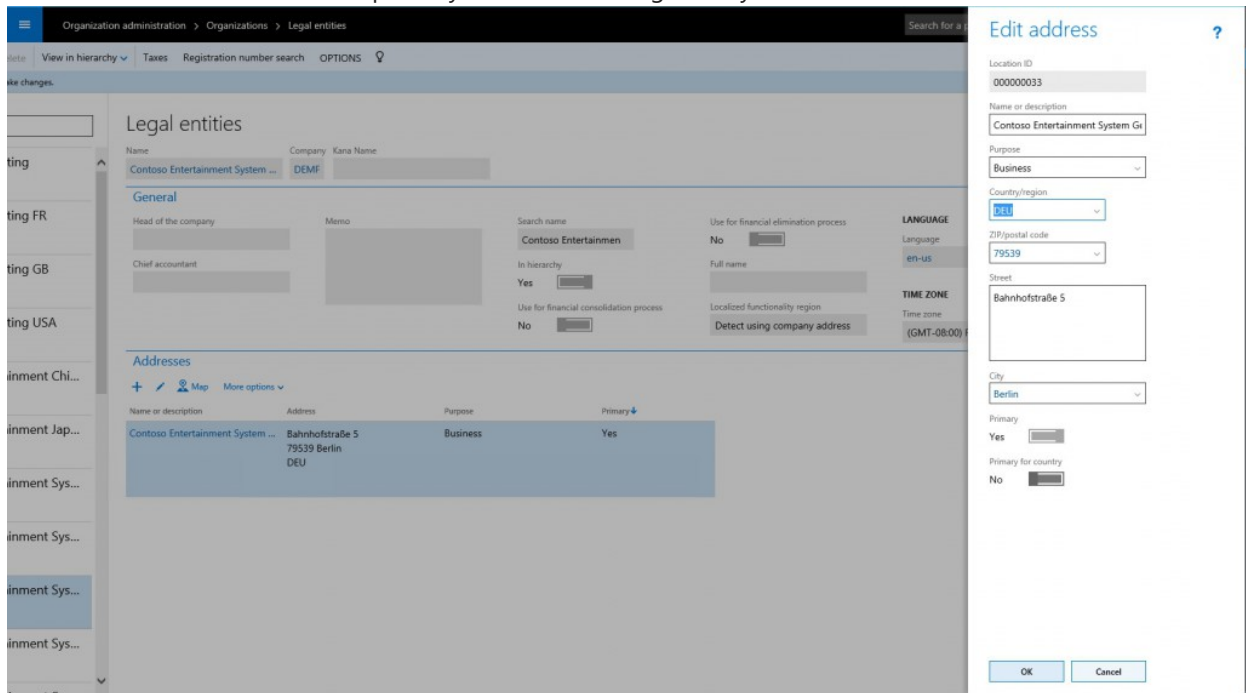 Organization administration > Organizations > Legal entities
Search for a
View in hierarchy Taxes Registration number search OPTIONS
ake changes.
ting
ting FR
ting GB
ting USA
ainment Chi...
ainment Jap...
ainment Sys...
ainment Sys...
ainment Sys...
ainment Sys...
Legal entities
Name Company Kana Name
Contoso Entertainment System ... DEMF
General
Head of the company
Chief accountant
Memo
Search name
Contoso Entertainmen
In hierarchy
Yes
Use for financial consolidation process
No
Use for financial elimination process
No
Full name
Localized functionality region
Detect using company address
LANGUAGE
Language
en-us
TIME ZONE
Time zone
(GMT-08:00)
Addresses
+ Map More options
Name or description Address Purpose Primary
Contoso Entertainment System ... Bahnhofstraße 5 Business Yes
79539 Berlin
DEU
Edit address ?
Location ID
000000033
Name or description
Contoso Entertainment System Ge
Purpose
Business
Country/region
DEU
ZIP/postal code
79539
Street
Bahnhofstraße 5
City
Berlin
Primary
Yes
Primary for country
No
OK Cancel